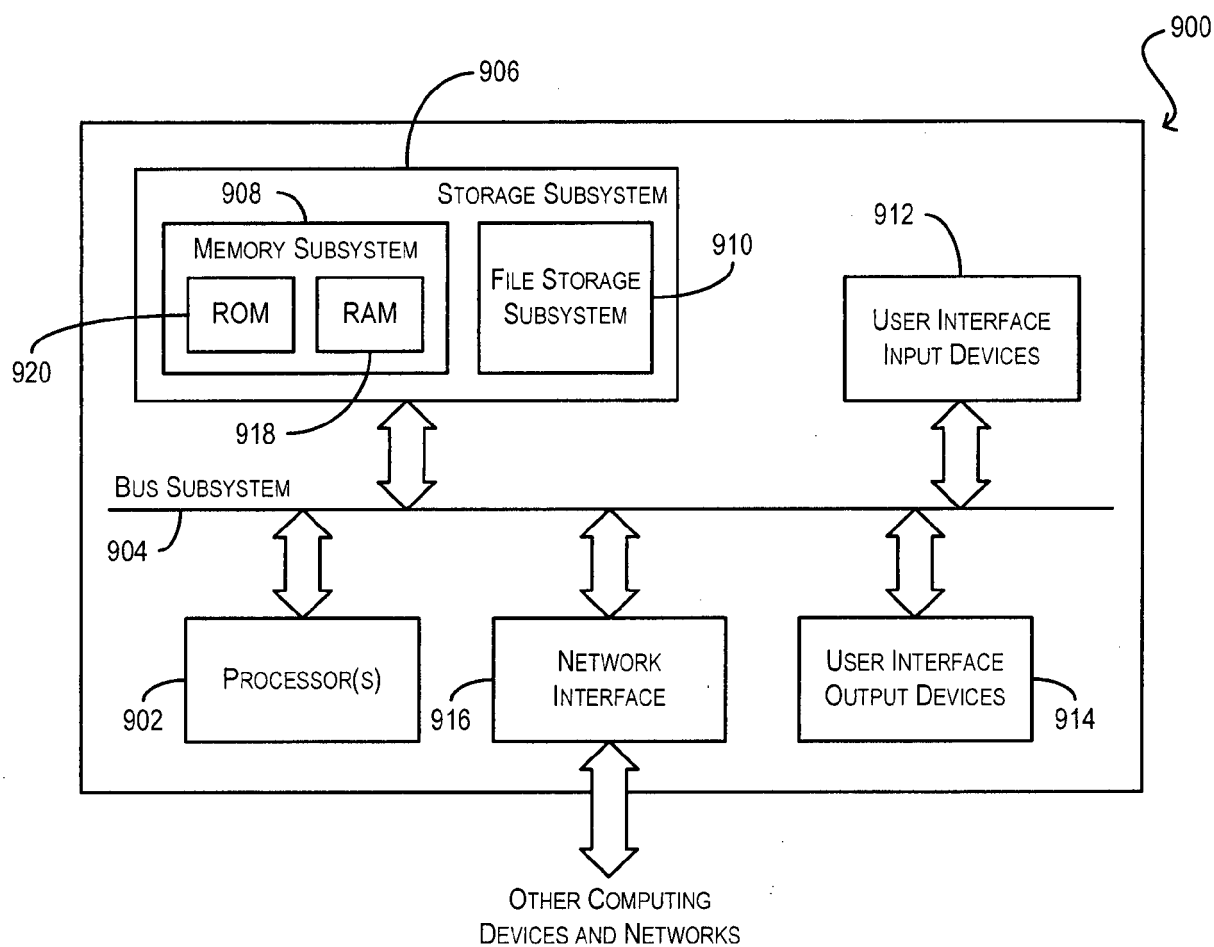 900
906
STORAGE SUBSYSTEM
908
MEMORY SUBSYSTEM
ROM
RAM
920
918
FILE STORAGE
SUBSYSTEM
910
912
USER INTERFACE
INPUT DEVICES
BUS SUBSYSTEM
904
PROCESSOR(S)
902
NETWORK
INTERFACE
916
USER INTERFACE
OUTPUT DEVICES
914
OTHER COMPUTING
DEVICES AND NETWORKS